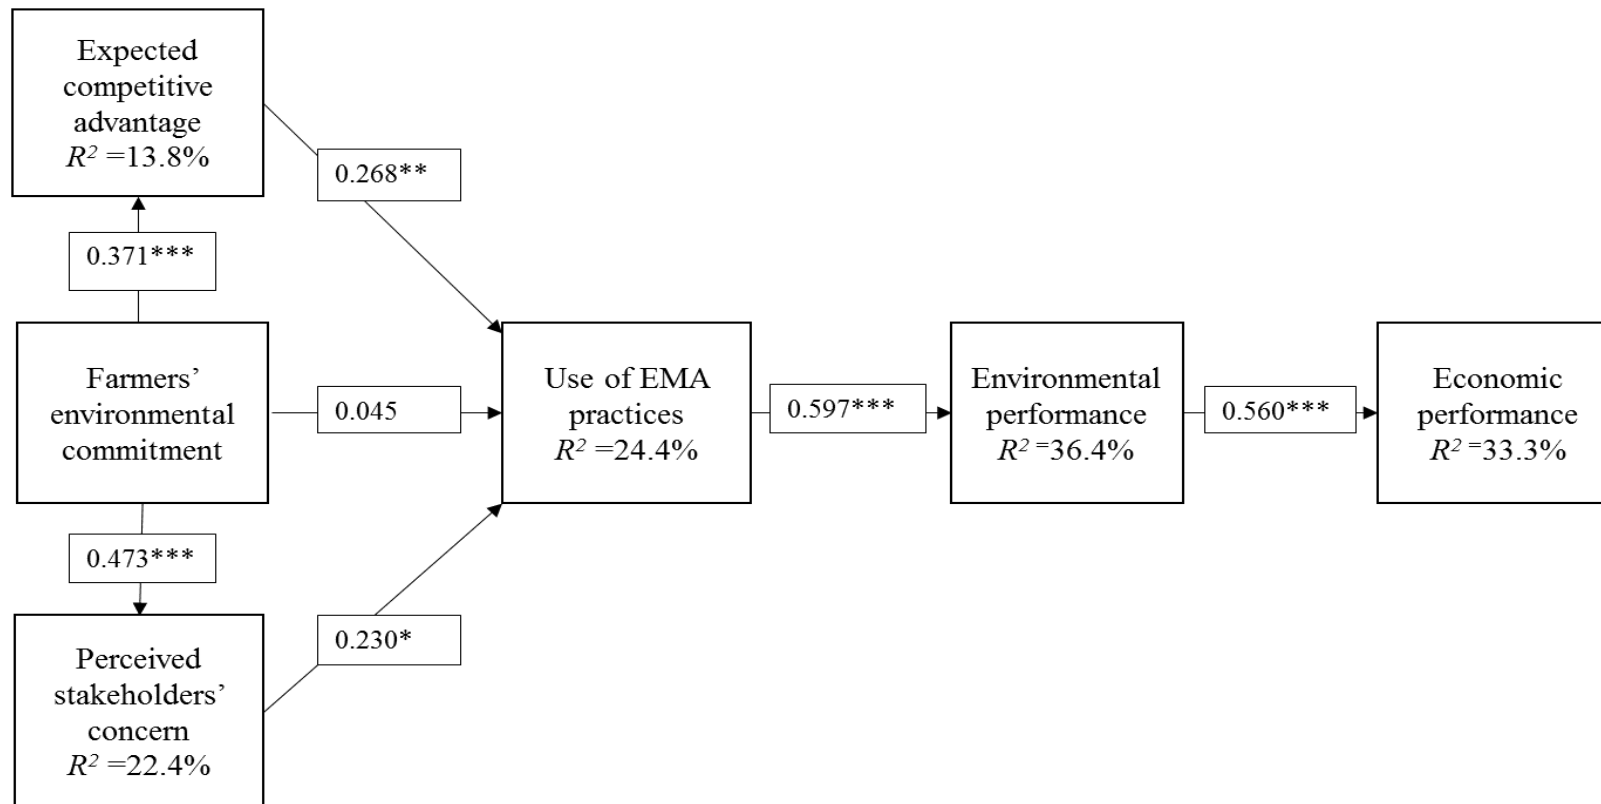 Expected
competitive
advantage
R² =13.8%
0.268**
0.371***
Farmers’
environmental
commitment
0.045
Use of EMA
practices
R² =24.4%
0.597***
Environmental
performance
R² =36.4%
0.560***
Economic
performance
R² =33.3%
0.473***
0.230*
Perceived
stakeholders’
concern
R² =22.4%